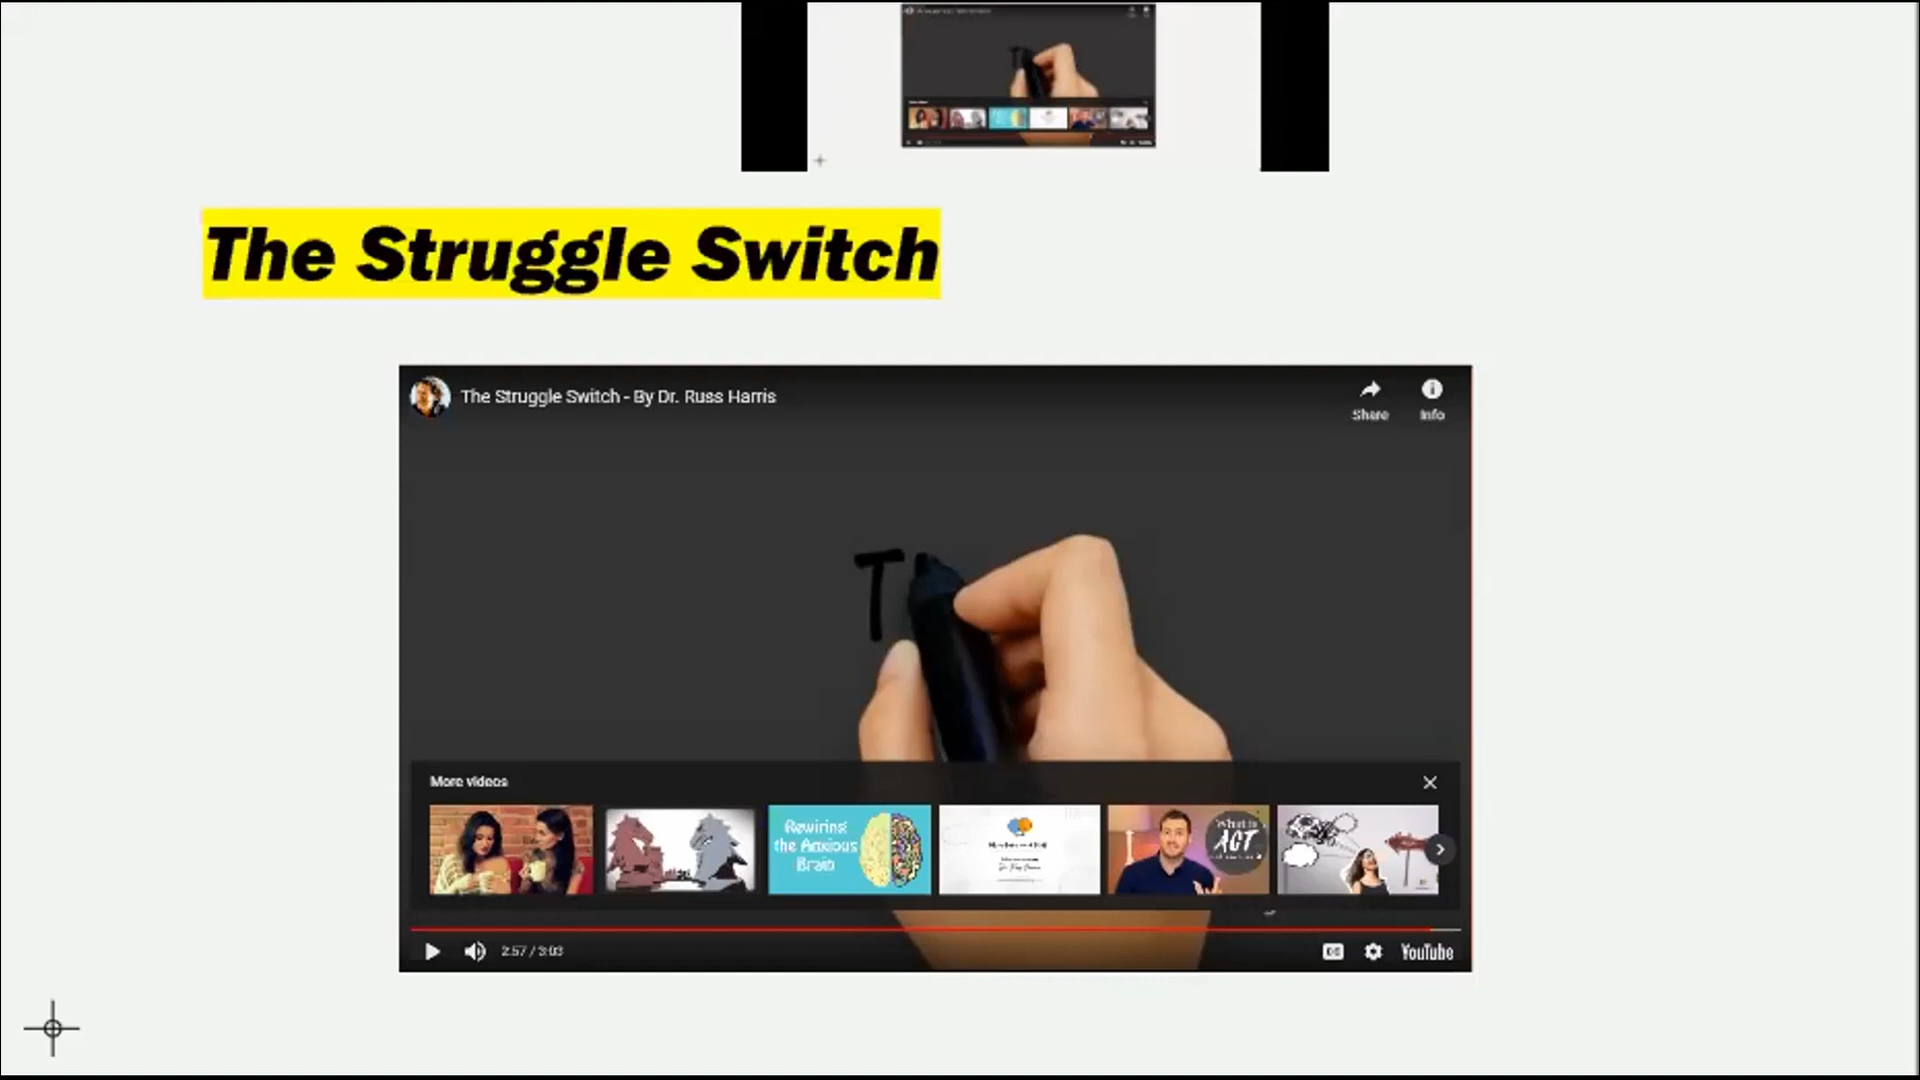 The Struggle Switch
The Struggle Switch - By Dr. Russ Harris
Share
Info
T
More videos
Rewiring
the Anxious
Brain
What is
ACT
2:57 / 3:03
CC
YouTube